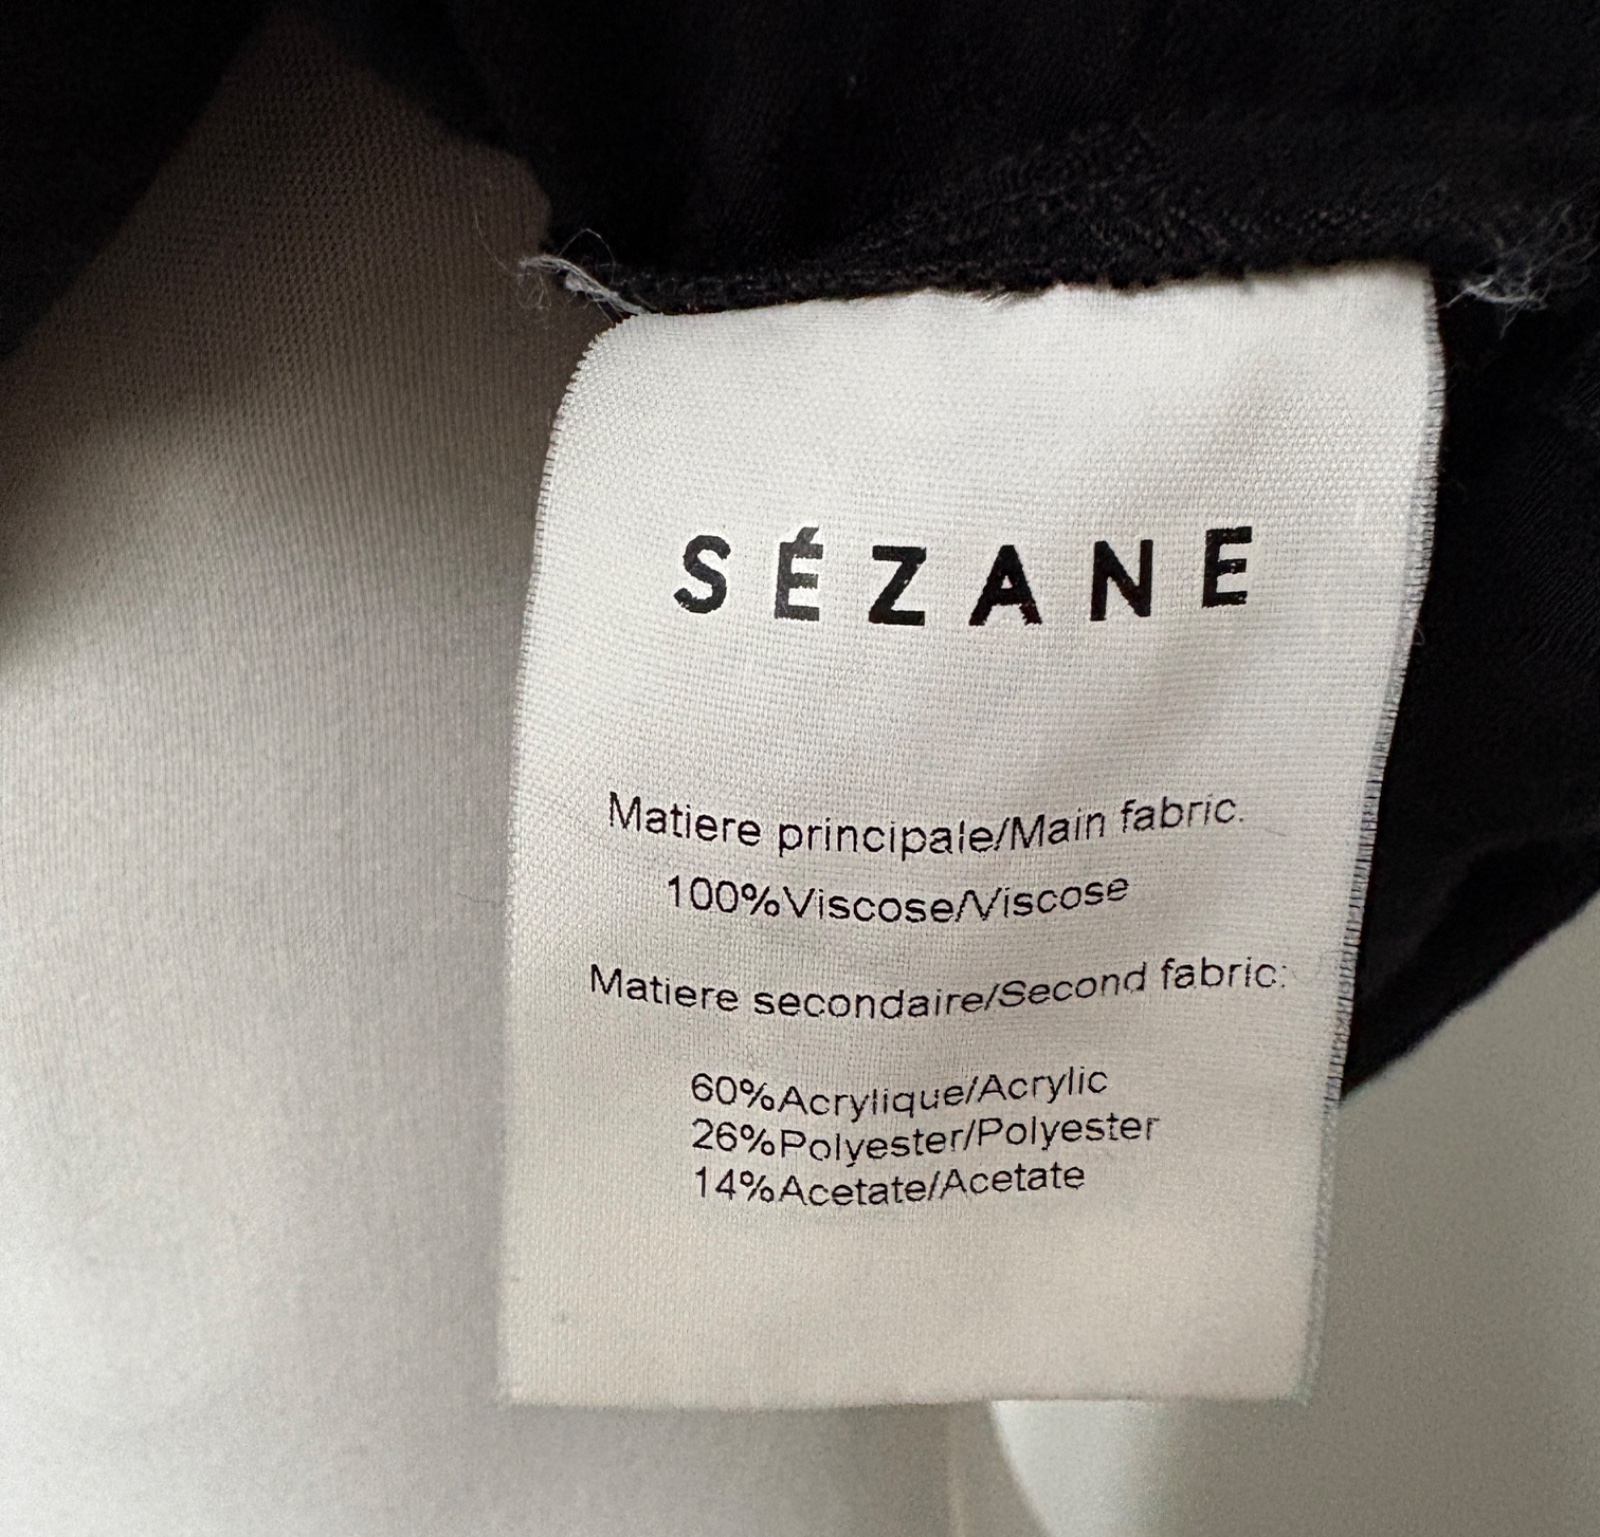 SÉZANE
Matiere principale/Main fabric:
100%Viscose/Viscose
Matiere secondaire/Second fabric:
60%Acrylique/Acrylic
26%Polyester/Polyester
14%Acetate/Acetate